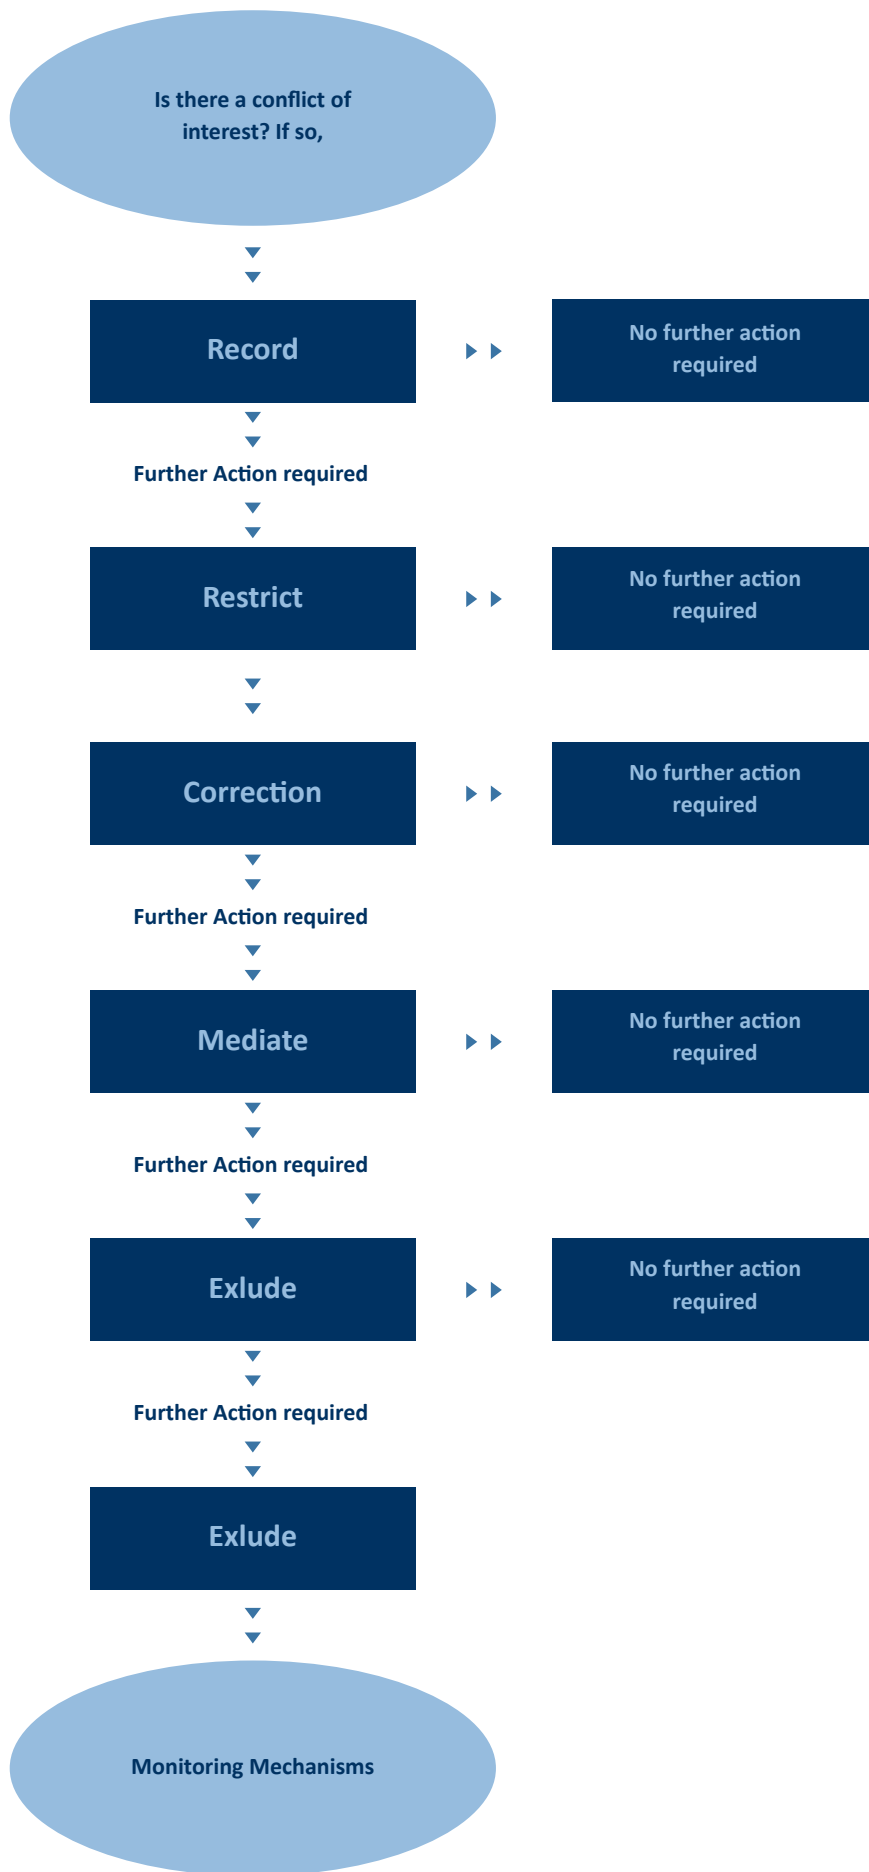 Is there a conflict of
interest? If so,
Record
No further action
required
Further Action required
Restrict
No further action
required
Correction
No further action
required
Further Action required
Mediate
No further action
required
Further Action required
Exlude
No further action
required
Further Action required
Exlude
Monitoring Mechanisms